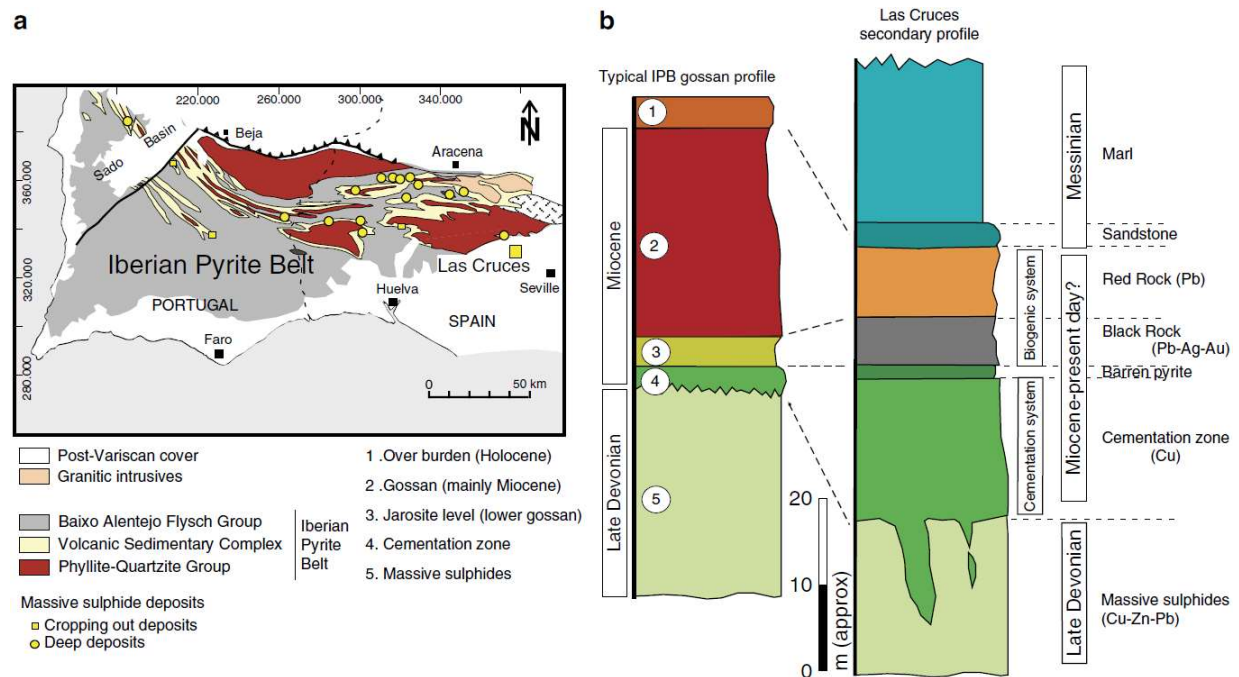 a
220.000
260.000
300.000
340.000
360.000
320.000
280.000
N
Sado Basin
Beja
Aracena
Iberian Pyrite Belt
Las Cruces
PORTUGAL
Huelva
Seville
SPAIN
Faro
0 50 km
Post-Variscan cover
Granitic intrusives
Baixo Alentejo Flysch Group
Volcanic Sedimentary Complex
Phyllite-Quartzite Group
Iberian
Pyrite
Belt
Massive sulphide deposits
Cropping out deposits
Deep deposits
1 .Over burden (Holocene)
2 .Gossan (mainly Miocene)
3. Jarosite level (lower gossan)
4. Cementation zone
5. Massive sulphides
b
Typical IPB gossan profile
Miocene
Late Devonian
1
2
3
4
5
20
10
0
m (approx)
Las Cruces
secondary profile
Biogenic system
Cementation system
Messinian
Miocene-present day?
Late Devonian
Marl
Sandstone
Red Rock (Pb)
Black Rock
(Pb-Ag-Au)
Barren pyrite
Cementation zone
(Cu)
Massive sulphides
(Cu-Zn-Pb)